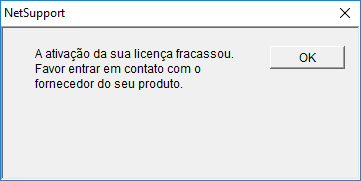 NetSupport
A ativação da sua licença fracassou.
Favor entrar em contato com o
fornecedor do seu produto.
OK